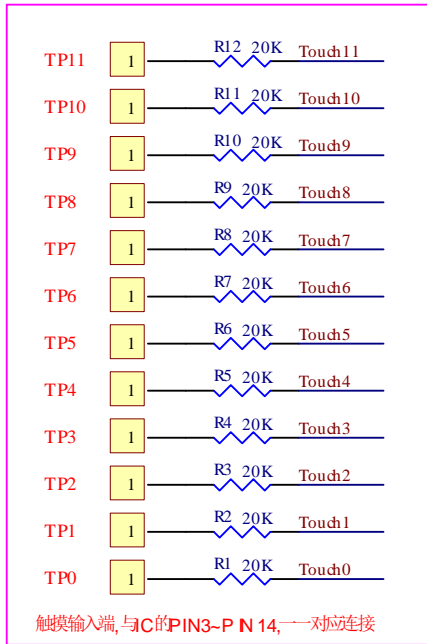 TP11 1 R12 20K Touch11
TP10 1 R11 20K Touch10
TP9 1 R10 20K Touch9
TP8 1 R9 20K Touch8
TP7 1 R8 20K Touch7
TP6 1 R7 20K Touch6
TP5 1 R6 20K Touch5
TP4 1 R5 20K Touch4
TP3 1 R4 20K Touch3
TP2 1 R3 20K Touch2
TP1 1 R2 20K Touch1
TP0 1 R1 20K Touch0
触摸输入端,与IC的PIN3~PIN14,一一对应连接